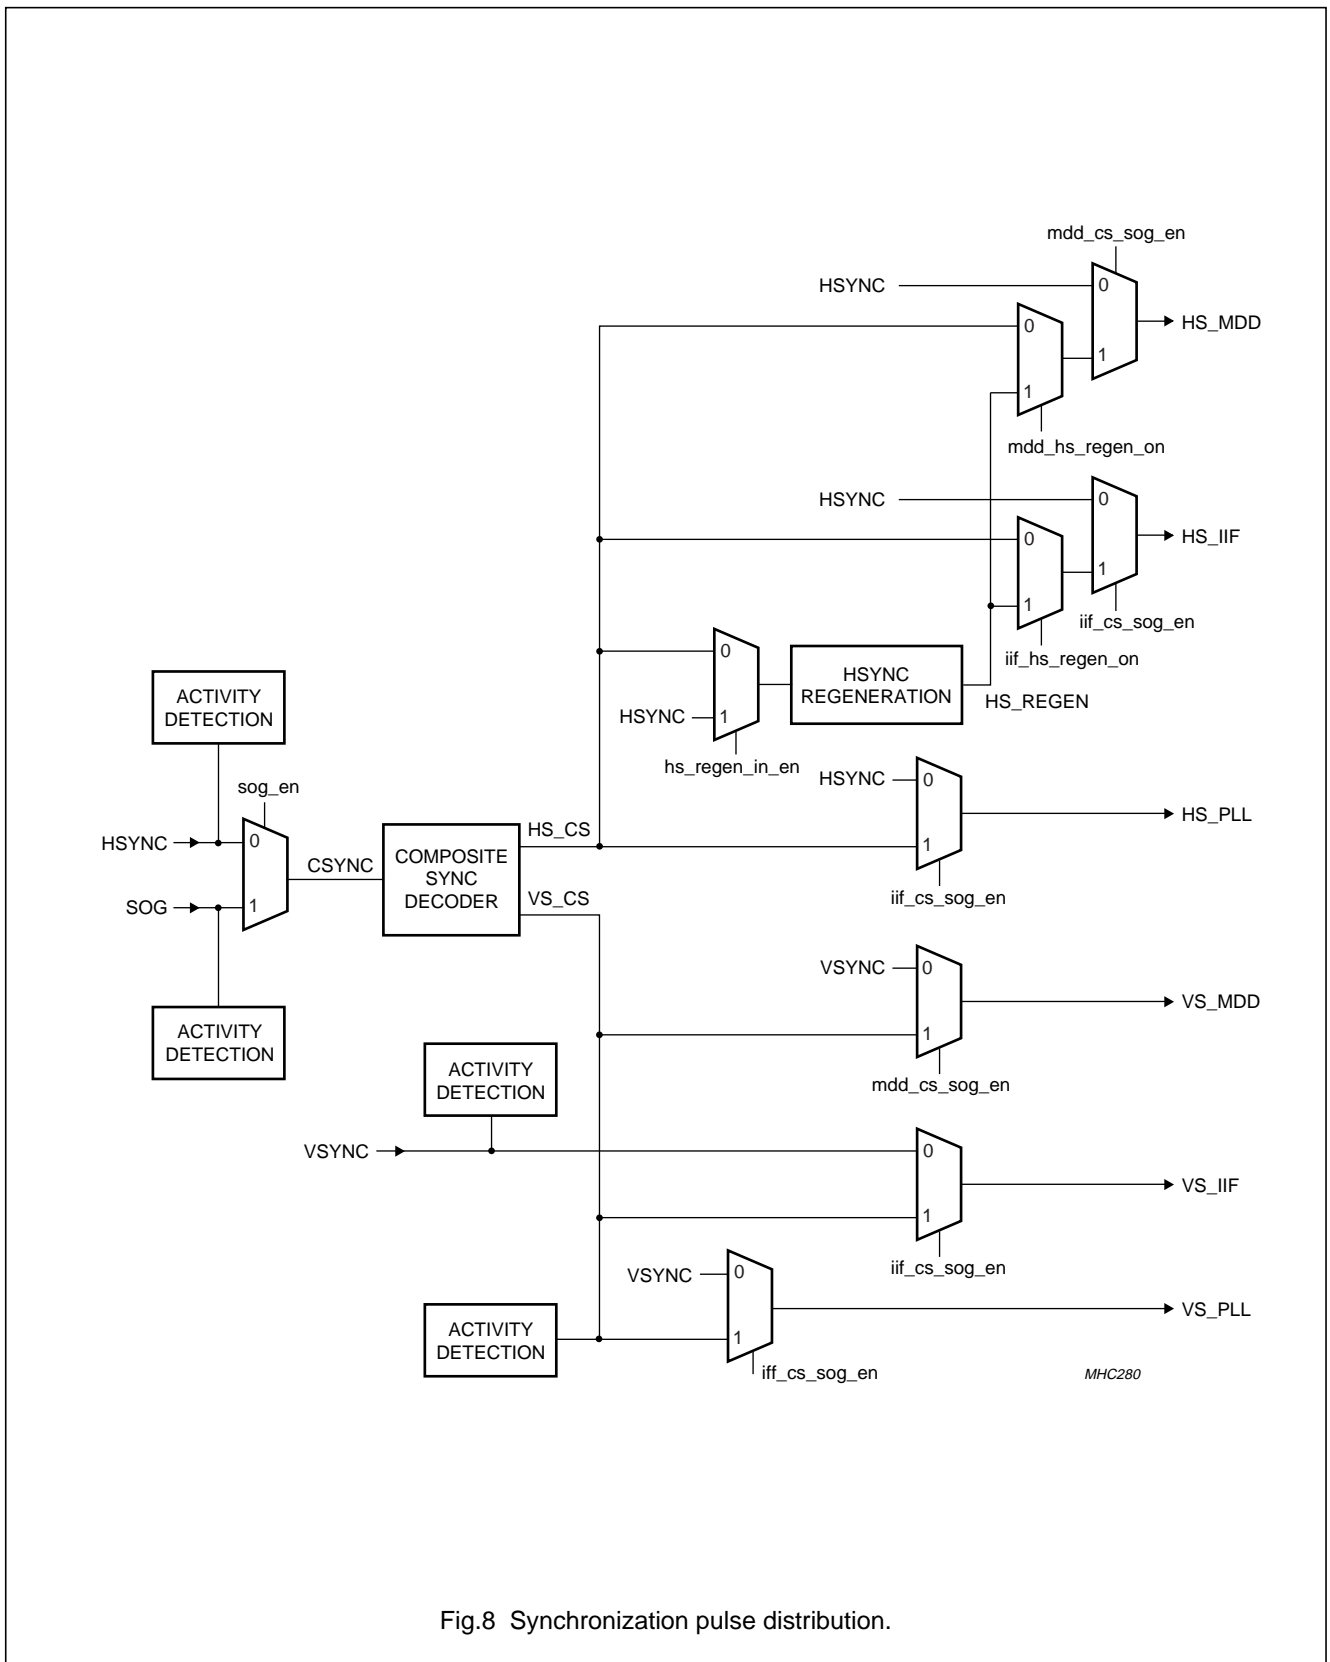 mdd_cs_sog_en
HSYNC
0
HS_MDD
0
1
1
mdd_hs_regen_on
HSYNC
0
HS_IIF
0
1
1
iif_cs_sog_en
iif_hs_regen_on
0
HSYNC
REGENERATION
HS_REGEN
HSYNC
1
hs_regen_in_en
ACTIVITY
DETECTION
sog_en
HSYNC
0
HS_PLL
HSYNC
0
CSYNC
COMPOSITE
SYNC
DECODER
HS_CS
1
iif_cs_sog_en
SOG
1
VS_CS
VSYNC
0
VS_MDD
ACTIVITY
DETECTION
1
mdd_cs_sog_en
ACTIVITY
DETECTION
VSYNC
0
VS_IIF
1
iif_cs_sog_en
VSYNC
0
VS_PLL
ACTIVITY
DETECTION
1
iff_cs_sog_en
MHC280
Fig.8 Synchronization pulse distribution.